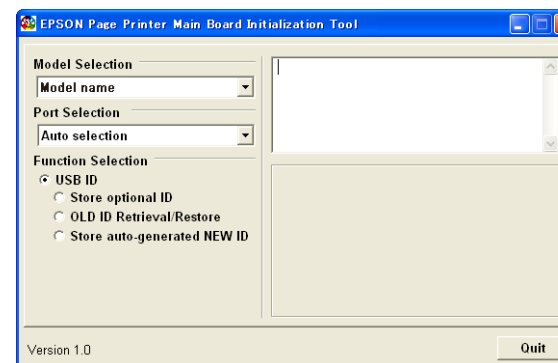 EPSON Page Printer Main Board Initialization Tool
Model Selection
Model name
Port Selection
Auto selection
Function Selection
USB ID
Store optional ID
OLD ID Retrieval/Restore
Store auto-generated NEW ID
Version 1.0
Quit